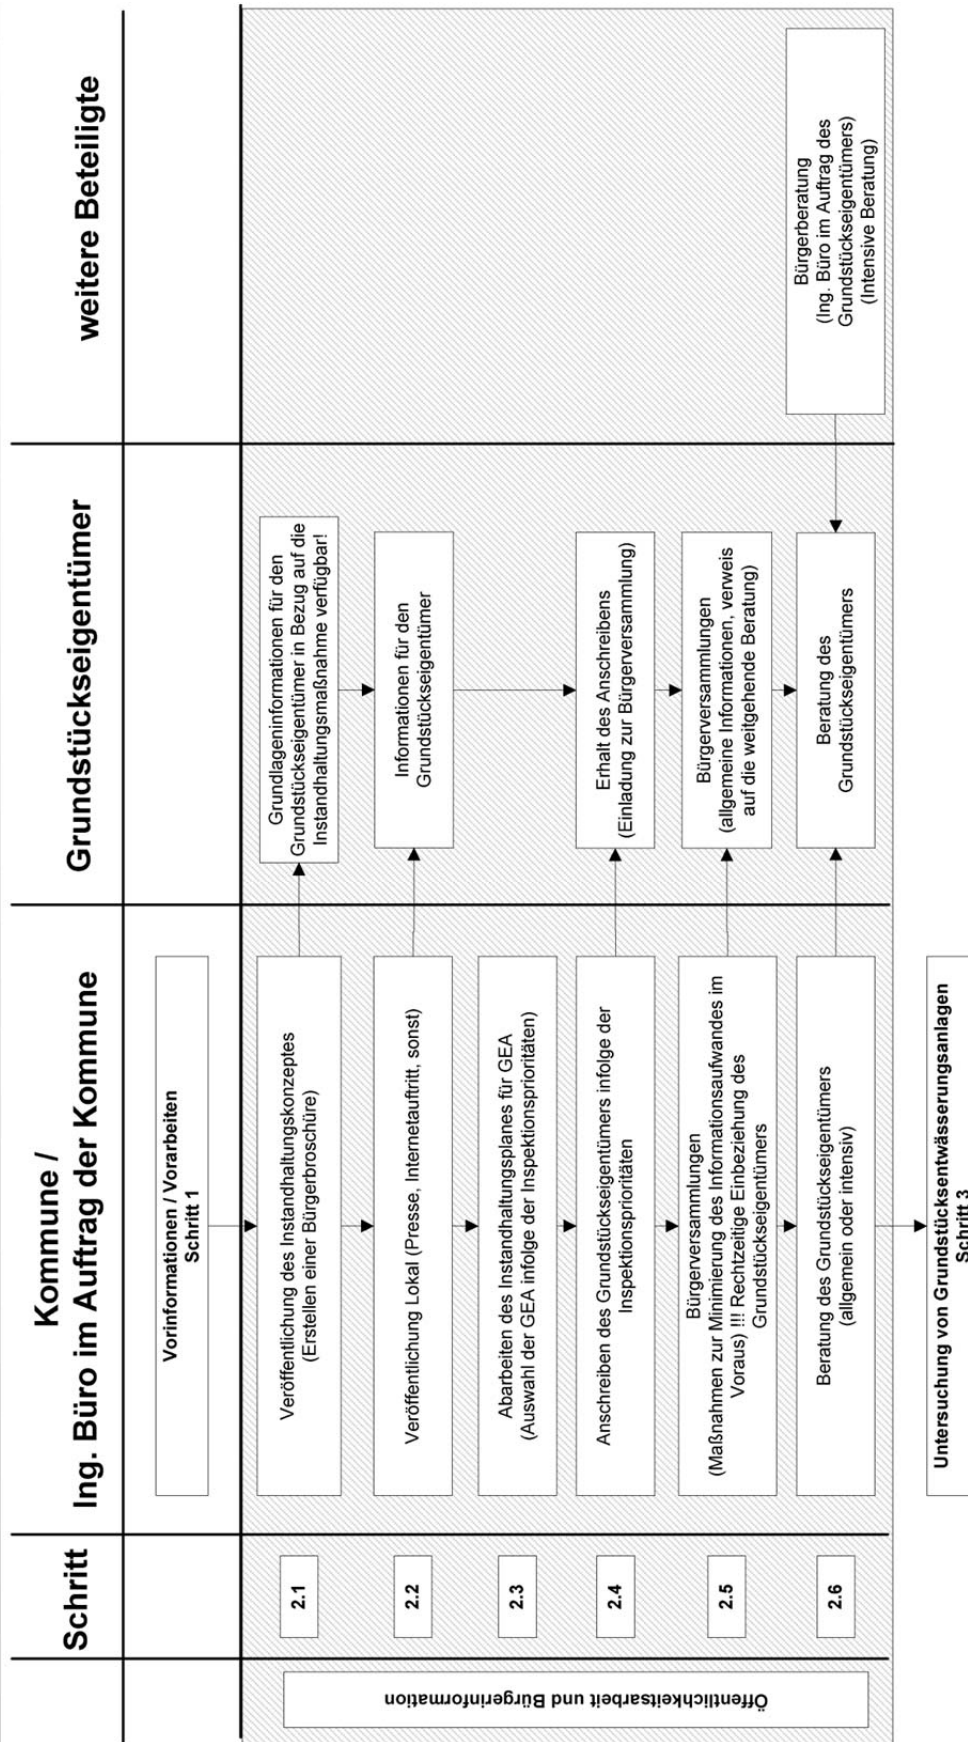 Schritt
Kommune /
Ing. Büro im Auftrag der Kommune
Grundstückseigentümer
weitere Beteiligte
Vorinformationen / Vorarbeiten
Schritt 1
Öffentlichkeitsarbeit und Bürgerinformation
2.1
Veröffentlichung des Instandhaltungskonzeptes
(Erstellen einer Bürgerbroschüre)
Grundlageninformationen für den
Grundstückseigentümer in Bezug auf die
Instandhaltungsmaßnahme verfügbar!
2.2
Veröffentlichung Lokal (Presse, Internetauftritt, sonst)
Informationen für den
Grundstückseigentümer
2.3
Abarbeiten des Instandhaltungsplanes für GEA
(Auswahl der GEA infolge der Inspektionsprioritäten)
2.4
Anschreiben des Grundstückseigentümers infolge der
Inspektionsprioritäten
Erhalt des Anschreibens
(Einladung zur Bürgerversammlung)
2.5
Bürgerversammlungen
(Maßnahmen zur Minimierung des Informationsaufwandes im
Voraus) !!! Rechtzeitige Einbeziehung des
Grundstückseigentümers
Bürgerversammlungen
(allgemeine Informationen, verweis
auf die weitgehende Beratung)
2.6
Beratung des Grundstückseigentümers
(allgemein oder intensiv)
Beratung des
Grundstückseigentümers
Bürgerberatung
(Ing. Büro im Auftrag des
Grundstückseigentümers)
(Intensive Beratung)
Untersuchung von Grundstücksentwässerungsanlagen
Schritt 3